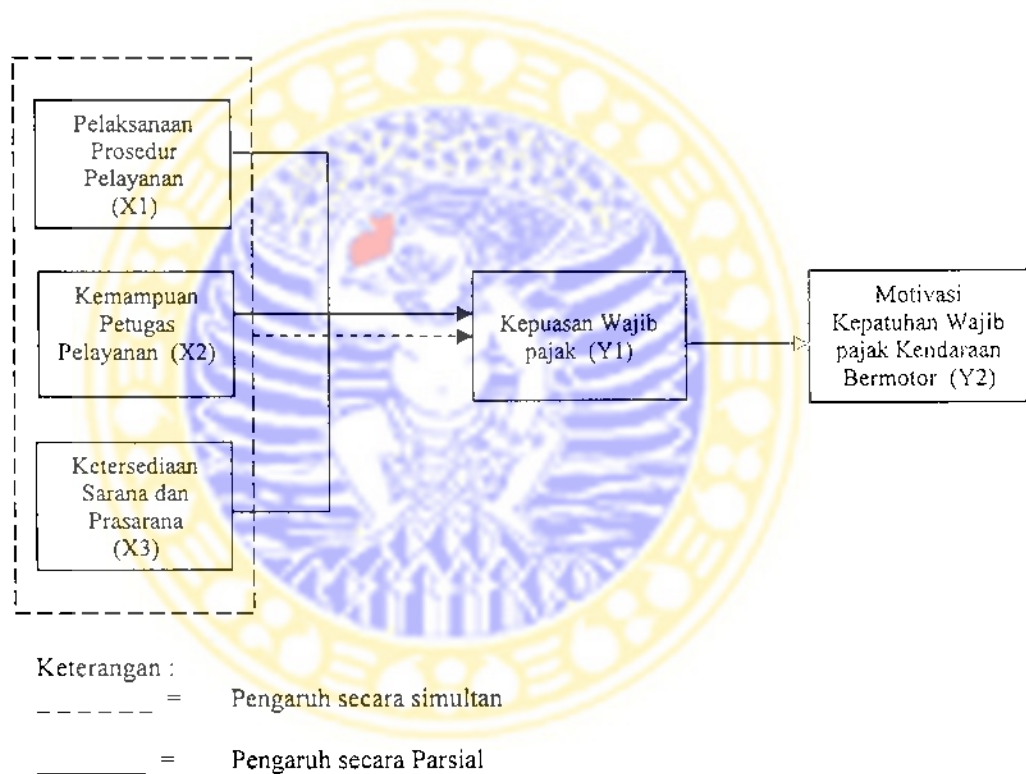 Pelaksanaan
Prosedur
Pelayanan
(X1)
Kemampuan
Petugas
Pelayanan (X2)
Ketersediaan
Sarana dan
Prasarana
(X3)
Kepuasan Wajib
pajak (Y1)
Motivasi
Kepatuhan Wajib
pajak Kendaraan
Bermotor (Y2)
Keterangan :
_ _ _ _ _ _ = Pengaruh secara simultan
________ = Pengaruh secara Parsial